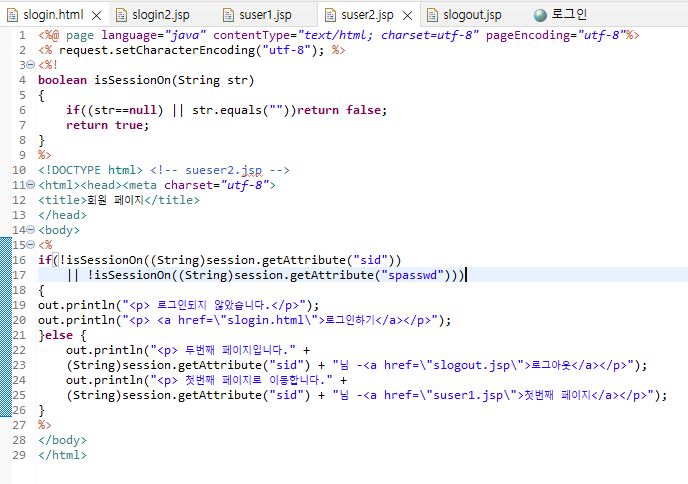 slogin.html slogin2.jsp suser1.jsp suser2.jsp slogout.jsp 로그인
1 <%@ page language="java" contentType="text/html; charset=utf-8" pageEncoding="utf-8"%>
2 <% request.setCharacterEncoding("utf-8"); %>
3 <%!
4 boolean isSessionOn(String str)
5 {
6 if((str==null) || str.equals(""))return false;
7 return true;
8 }
9 %>
10 <!DOCTYPE html> <!-- sueser2.jsp -->
11 <html><head><meta charset="utf-8">
12 <title>회원 페이지</title>
13 </head>
14 <body>
15 <%
16 if(!isSessionOn((String)session.getAttribute("sid"))
17 || !isSessionOn((String)session.getAttribute("spasswd")))
18 {
19 out.println("<p> 로그인되지 않았습니다.</p>");
20 out.println("<p> <a href=\"slogin.html\">로그인하기</a></p>");
21 }else {
22 out.println("<p> 두번째 페이지입니다." +
23 (String)session.getAttribute("sid") + "님 -<a href=\"slogout.jsp\">로그아웃</a></p>");
24 out.println("<p> 첫번째 페이지로 이동합니다." +
25 (String)session.getAttribute("sid") + "님 -<a href=\"suser1.jsp\">첫번째 페이지</a></p>");
26 }
27 %>
28 </body>
29 </html>